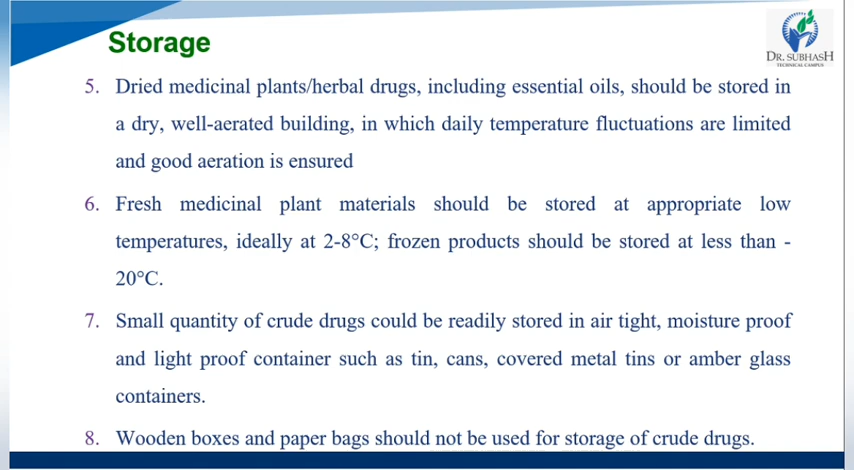 Storage
DR. SUBHASH
TECHNICAL CAMPUS
5. Dried medicinal plants/herbal drugs, including essential oils, should be stored in
a dry, well-aerated building, in which daily temperature fluctuations are limited
and good aeration is ensured
6. Fresh medicinal plant materials should be stored at appropriate low
temperatures, ideally at 2-8°C; frozen products should be stored at less than -
20°C.
7. Small quantity of crude drugs could be readily stored in air tight, moisture proof
and light proof container such as tin, cans, covered metal tins or amber glass
containers.
8. Wooden boxes and paper bags should not be used for storage of crude drugs.